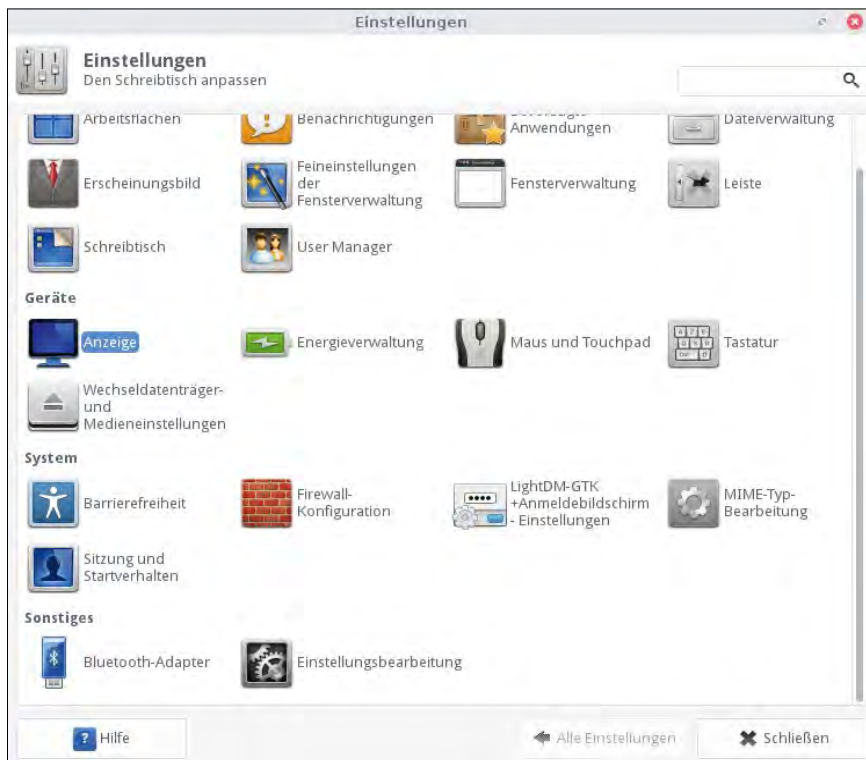 Einstellungen
Einstellungen
Den Schreibtisch anpassen
Arbeitsflächen
Benachrichtigungen
Anwendungen
Dateiverwaltung
Erscheinungsbild
Feineinstellungen
der
Fensterverwaltung
Fensterverwaltung
Leiste
Schreibtisch
User Manager
Geräte
Anzeige
Energieverwaltung
Maus und Touchpad
Tastatur
Wechseldatenträger-
und
Medieneinstellungen
System
Barrierefreiheit
Firewall-
Konfiguration
LightDM-GTK
+Anmeldebildschirm
- Einstellungen
MIME-Typ-
Bearbeitung
Sitzung und
Startverhalten
Sonstiges
Bluetooth-Adapter
Einstellungsbearbeitung
Hilfe
Alle Einstellungen
Schließen